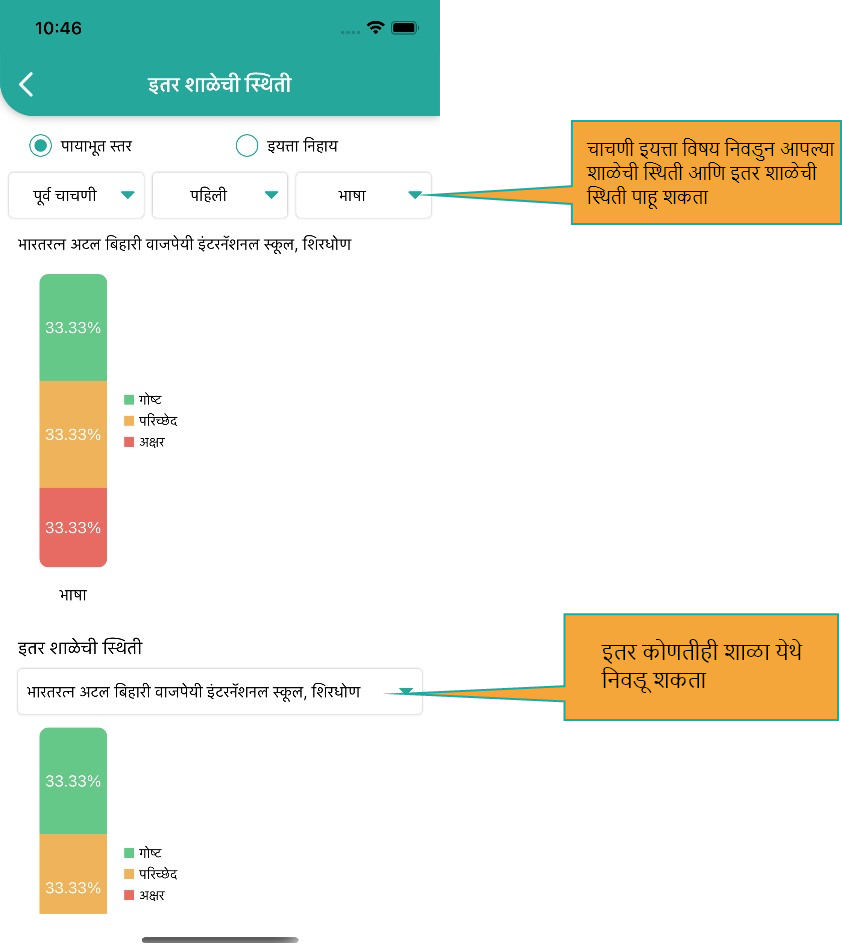 10:46
इतर शाळेची स्थिती
पायाभूत स्तर
इयत्ता निहाय
पूर्व चाचणी
पहिली
भाषा
चाचणी इयत्ता विषय निवडुन आपल्या
शाळेची स्थिती आणि इतर शाळेची
स्थिती पाहू शकता
भारतरत्न अटल बिहारी वाजपेयी इंटरनॅशनल स्कूल, शिरधोण
33.33%
33.33%
33.33%
गोष्ट
परिच्छेद
अक्षर
भाषा
इतर शाळेची स्थिती
भारतरत्न अटल बिहारी वाजपेयी इंटरनॅशनल स्कूल, शिरधोण
इतर कोणतीही शाळा येथे
निवडू शकता
33.33%
33.33%
गोष्ट
परिच्छेद
अक्षर